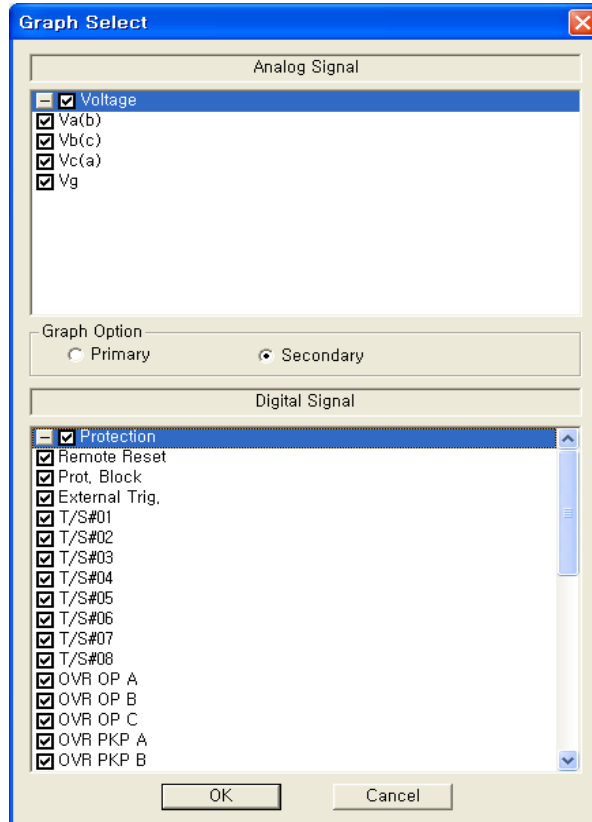 Graph Select
Analog Signal
Voltage
Va(b)
Vb(c)
Vc(a)
Vg
Graph Option
Primary Secondary
Digital Signal
Protection
Remote Reset
Prot. Block
External Trig.
T/S#01
T/S#02
T/S#03
T/S#04
T/S#05
T/S#06
T/S#07
T/S#08
OVR OP A
OVR OP B
OVR OP C
OVR PKP A
OVR PKP B
OK Cancel